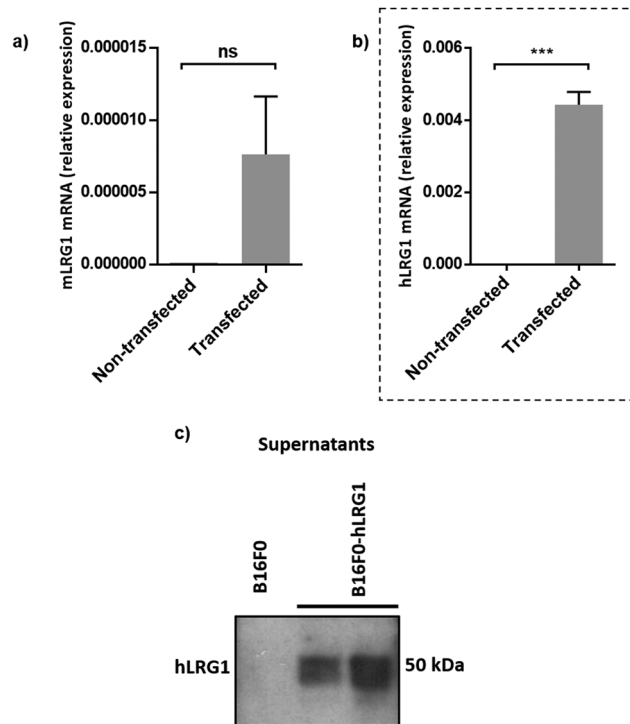 a)
ns
mLRG1 mRNA (relative expression)
0.000015
0.000010
0.000005
0.000000
Non-transfected
Transfected
b)
***
hLRG1 mRNA (relative expression)
0.006
0.004
0.002
0.000
Non-transfected
Transfected
c)
Supernatants
B16F0
B16F0-hLRG1
hLRG1
50 kDa